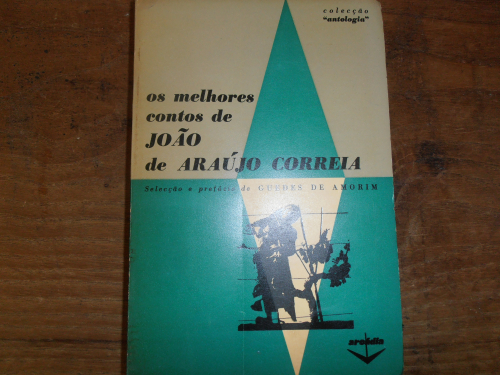 colecção
"antologia"
os melhores
contos de
JOÃO
de ARAÚJO CORREIA
Selecção e prefácio de GUEDES DE AMORIM
arcádia